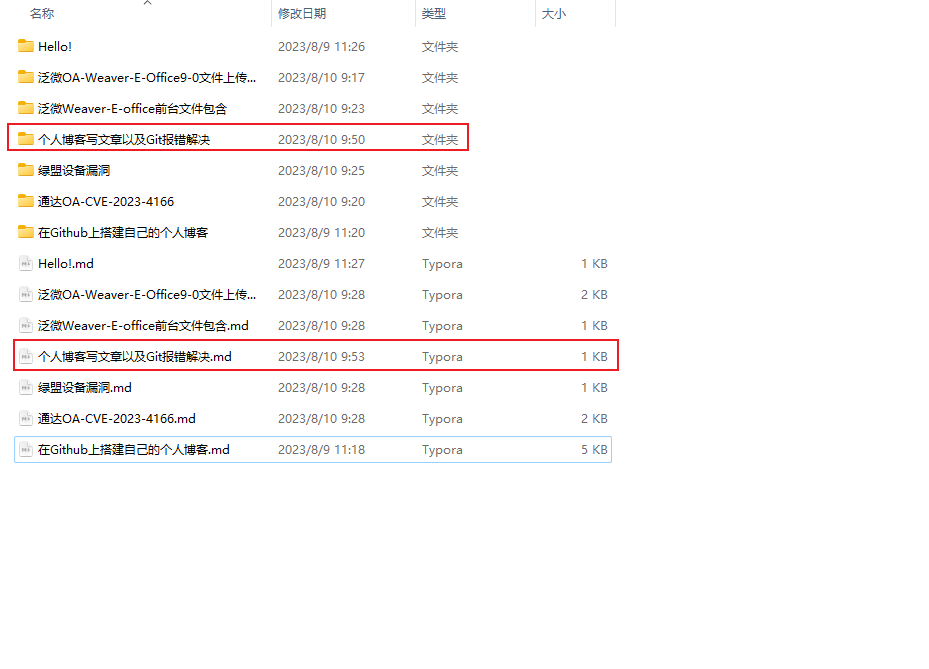 名称 修改日期 类型 大小
Hello! 2023/8/9 11:26 文件夹
泛微OA-Weaver-E-Office9-0文件上传... 2023/8/10 9:17 文件夹
泛微Weaver-E-office前台文件包含 2023/8/10 9:23 文件夹
个人博客写文章以及Git报错解决 2023/8/10 9:50 文件夹
绿盟设备漏洞 2023/8/10 9:25 文件夹
通达OA-CVE-2023-4166 2023/8/10 9:20 文件夹
在Github上搭建自己的个人博客 2023/8/9 11:20 文件夹
Hello!.md 2023/8/9 11:27 Typora 1 KB
泛微OA-Weaver-E-Office9-0文件上传... 2023/8/10 9:28 Typora 2 KB
泛微Weaver-E-office前台文件包含.md 2023/8/10 9:28 Typora 1 KB
个人博客写文章以及Git报错解决.md 2023/8/10 9:53 Typora 1 KB
绿盟设备漏洞.md 2023/8/10 9:28 Typora 1 KB
通达OA-CVE-2023-4166.md 2023/8/10 9:28 Typora 2 KB
在Github上搭建自己的个人博客.md 2023/8/9 11:18 Typora 5 KB